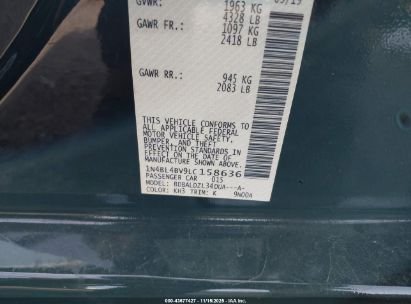 GVWR: 1963 KG
4328 LB
GAWR FR.: 1097 KG
2418 LB
GAWR RR.: 945 KG
2083 LB
THIS VEHICLE CONFORMS TO ALL
APPLICABLE FEDERAL
MOTOR VEHICLE SAFETY,
BUMPER, AND THEFT
PREVENTION STANDARDS
IN EFFECT ON THE DATE OF
MANUFACTURE SHOWN ABOVE.
1N4BL4BV9LC158636
PASSENGER CAR 015
COLOR: KH3 TRIM: K